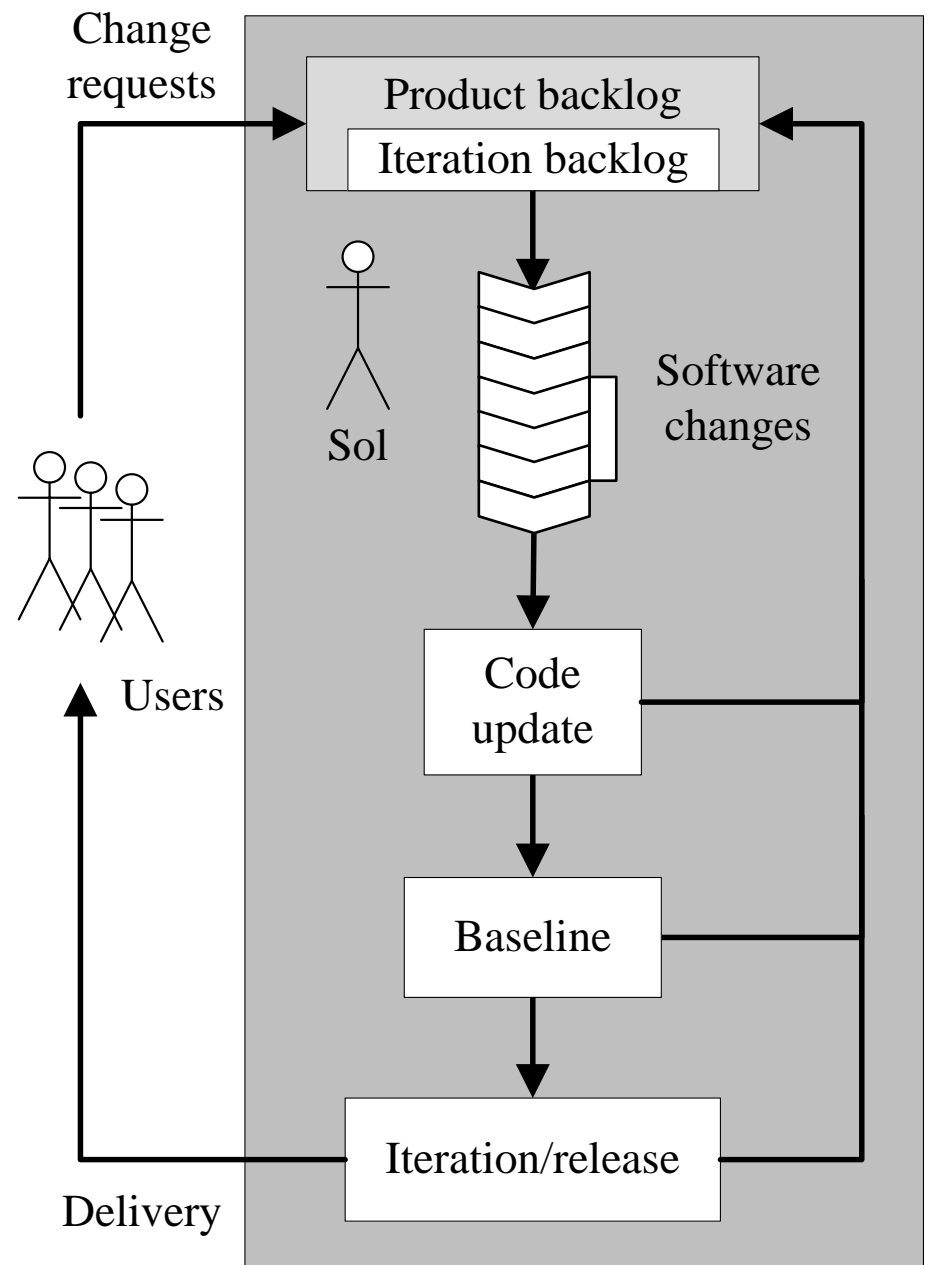 Change
requests
Product backlog
Iteration backlog
Sol
Software
changes
Users
Code
update
Baseline
Iteration/release
Delivery